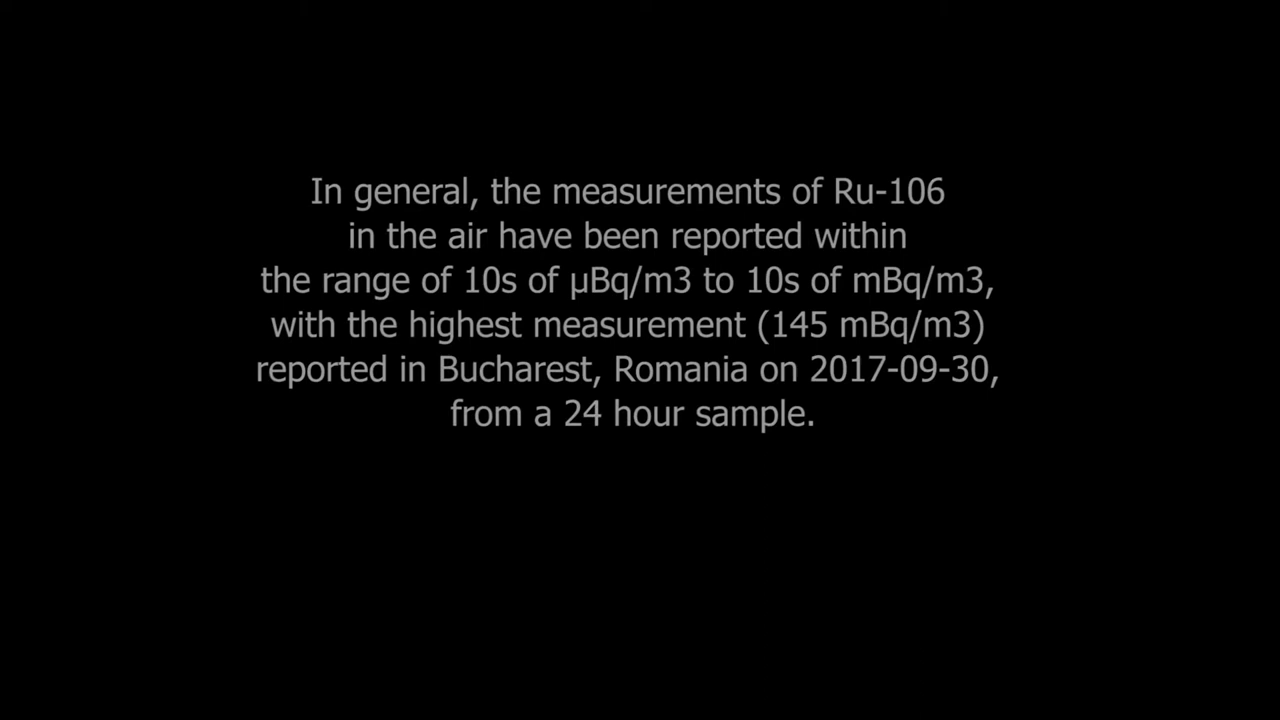 In general, the measurements of Ru-106
in the air have been reported within
the range of 10s of µBq/m3 to 10s of mBq/m3,
with the highest measurement (145 mBq/m3)
reported in Bucharest, Romania on 2017-09-30,
from a 24 hour sample.